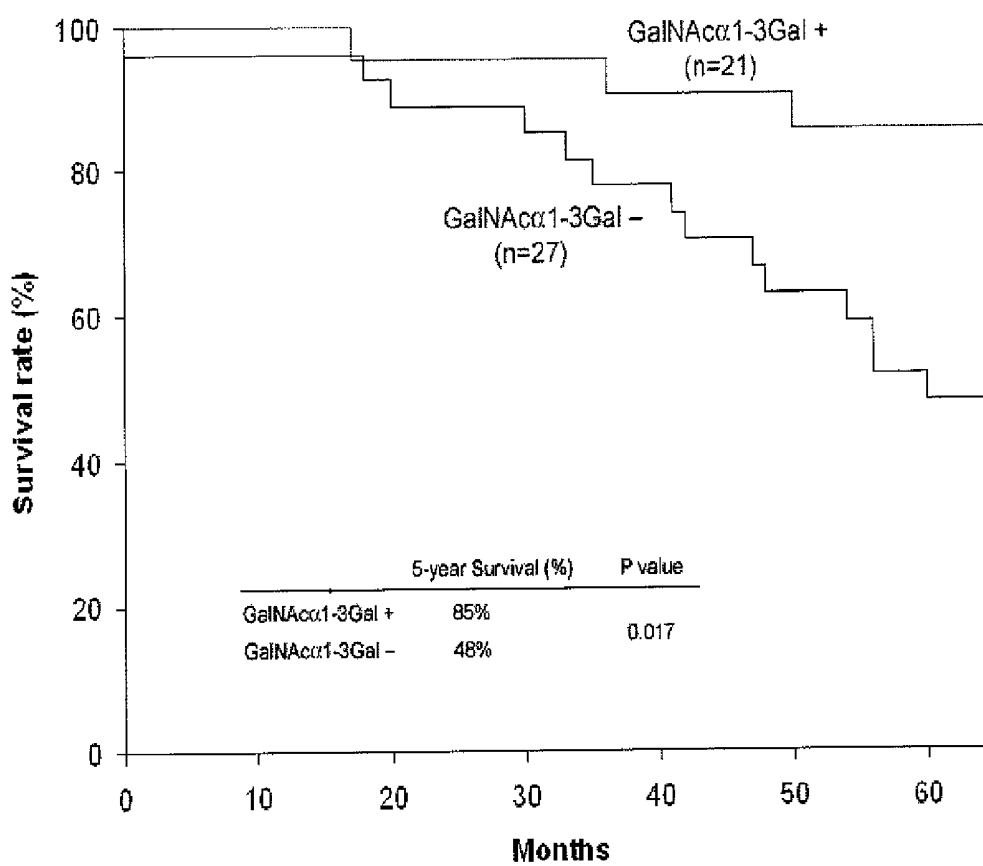 100
80
60
40
20
0
Survival rate (%)
GalNAcα1-3Gal +
(n=21)
GalNAcα1-3Gal –
(n=27)
5-year Survival (%) P value
GalNAcα1-3Gal + 85%
0.017
GalNAcα1-3Gal – 48%
0 10 20 30 40 50 60
Months